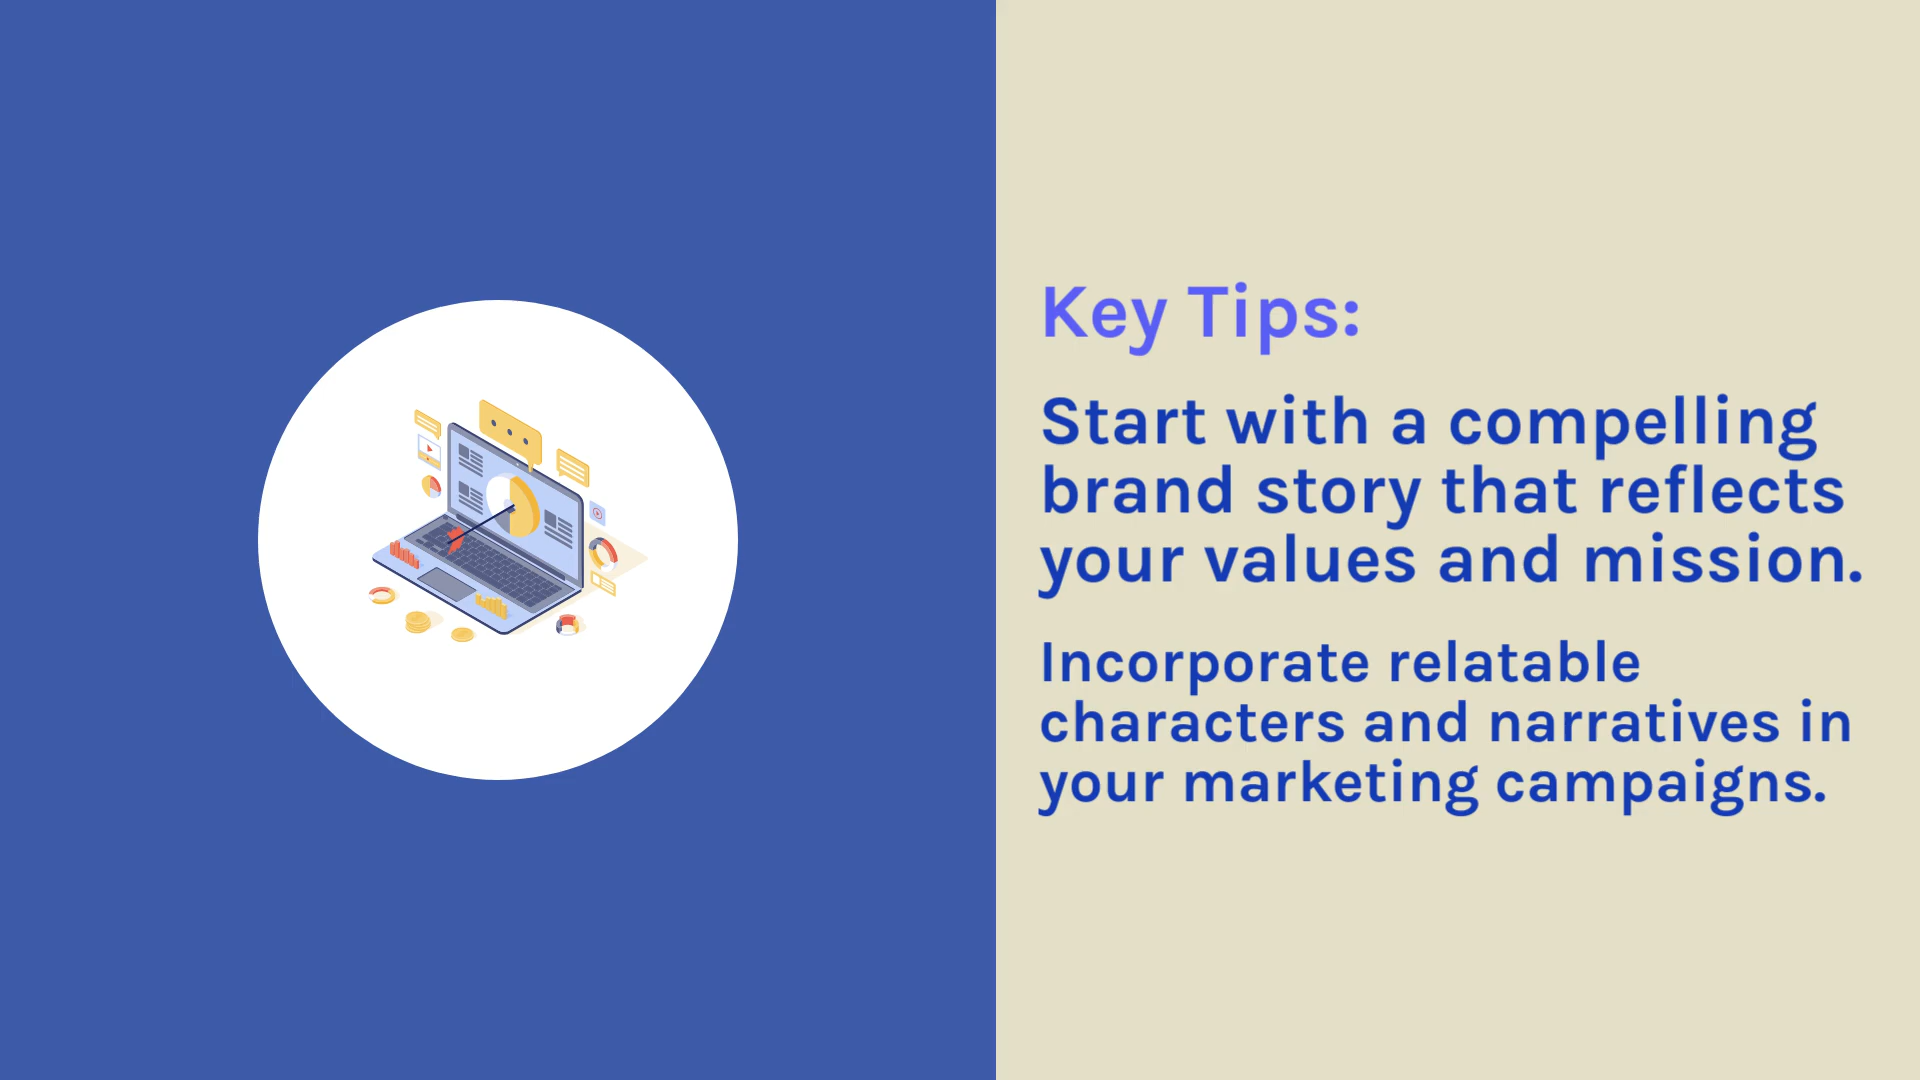 Key Tips:
Start with a compelling
brand story that reflects
your values and mission.
Incorporate relatable
characters and narratives in
your marketing campaigns.